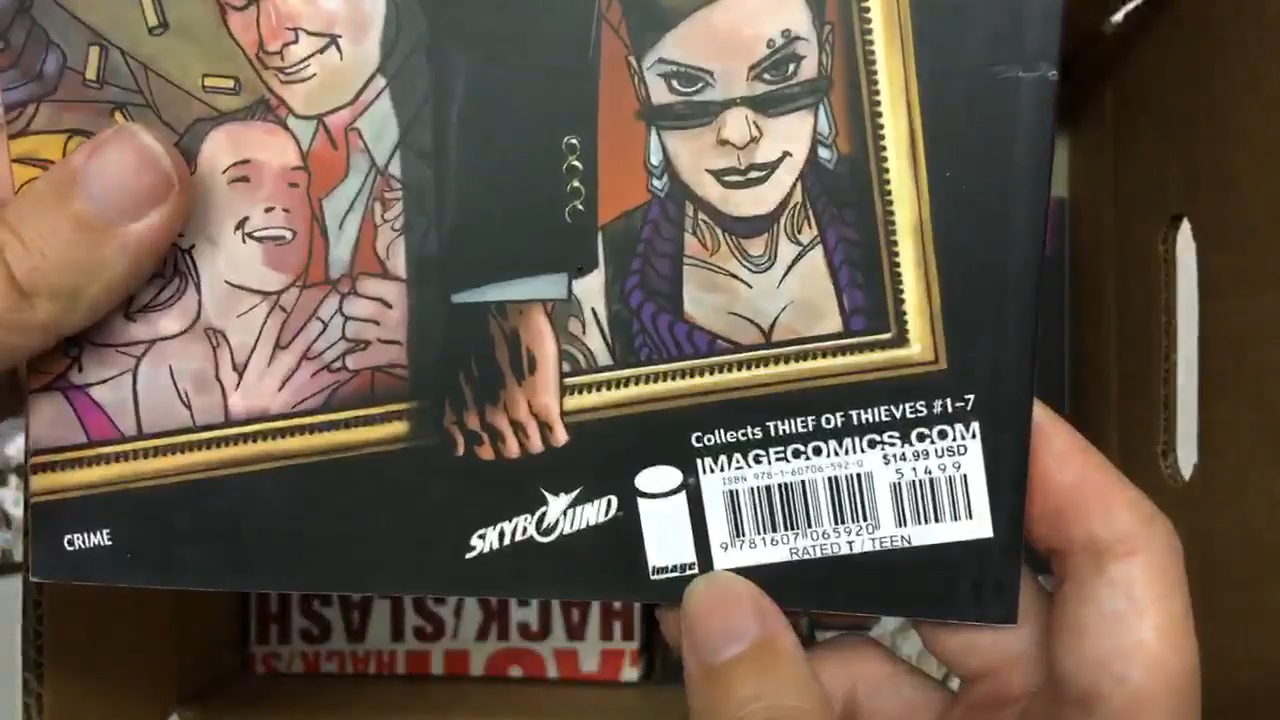 Collects THIEF OF THIEVES #1-7
IMAGECOMICS.COM
ISBN 978-1-60706-592-0
$14.99 USD
51499
9 781607 065920
RATED T / TEEN
SKYBOUND
image
CRIME
HACK/SLASH
HACK/S